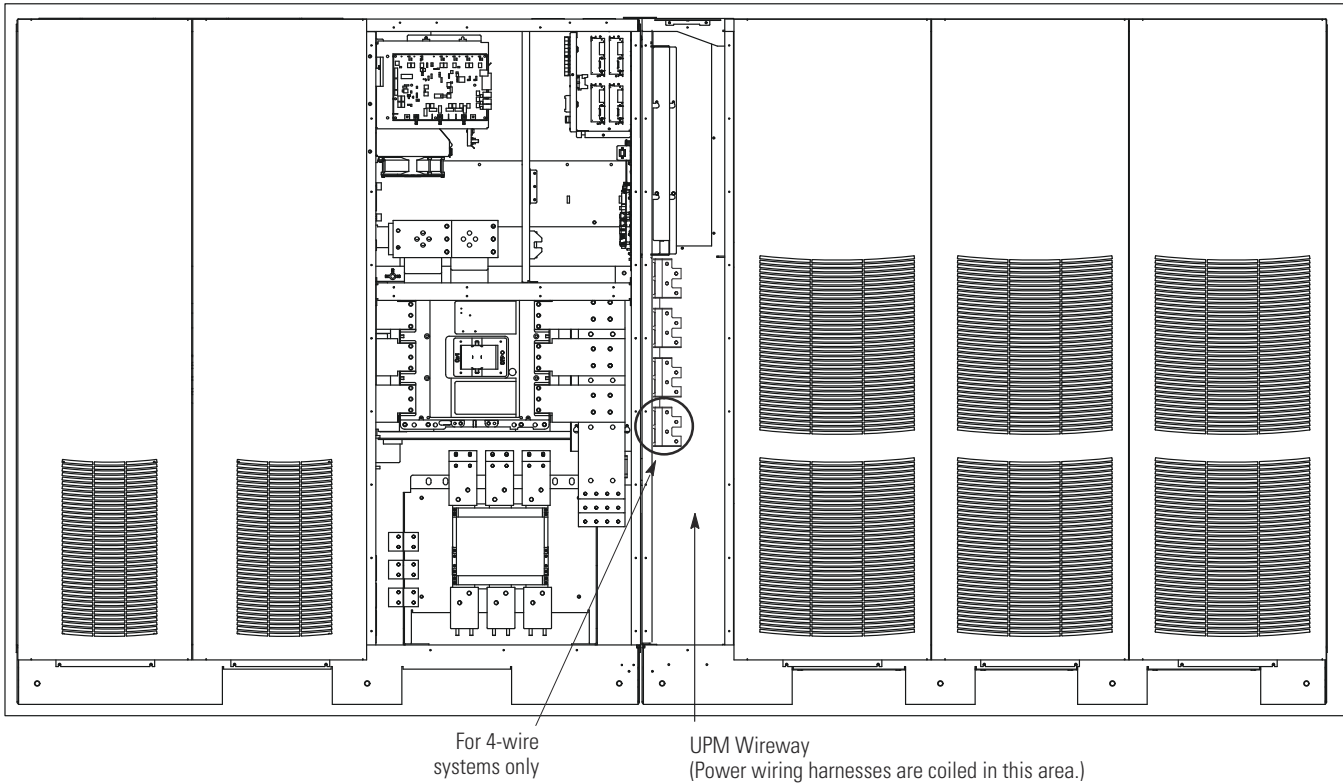 For 4-wire
systems only
UPM Wireway
(Power wiring harnesses are coiled in this area.)